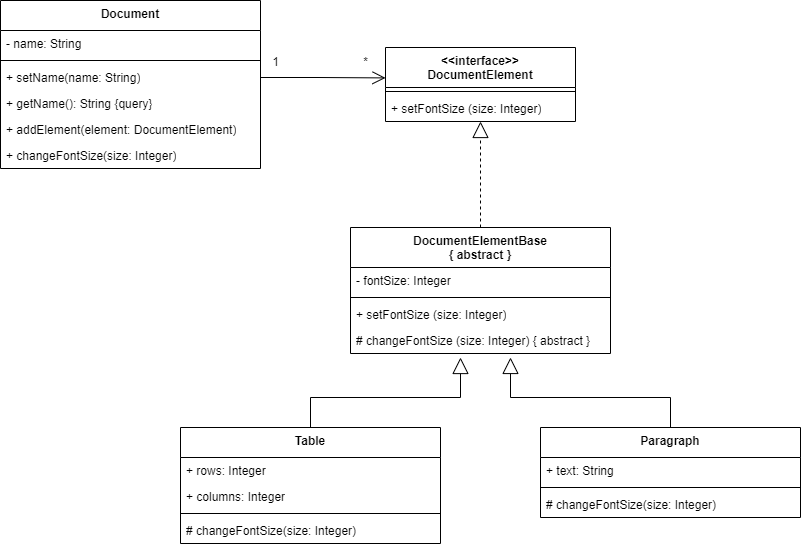 Document
- name: String
+ setName(name: String)
+ getName(): String {query}
+ addElement(element: DocumentElement)
+ changeFontSize(size: Integer)
1
*
<<interface>>
DocumentElement
+ setFontSize (size: Integer)
DocumentElementBase
{ abstract }
- fontSize: Integer
+ setFontSize (size: Integer)
# changeFontSize (size: Integer) { abstract }
Table
+ rows: Integer
+ columns: Integer
# changeFontSize(size: Integer)
Paragraph
+ text: String
# changeFontSize(size: Integer)